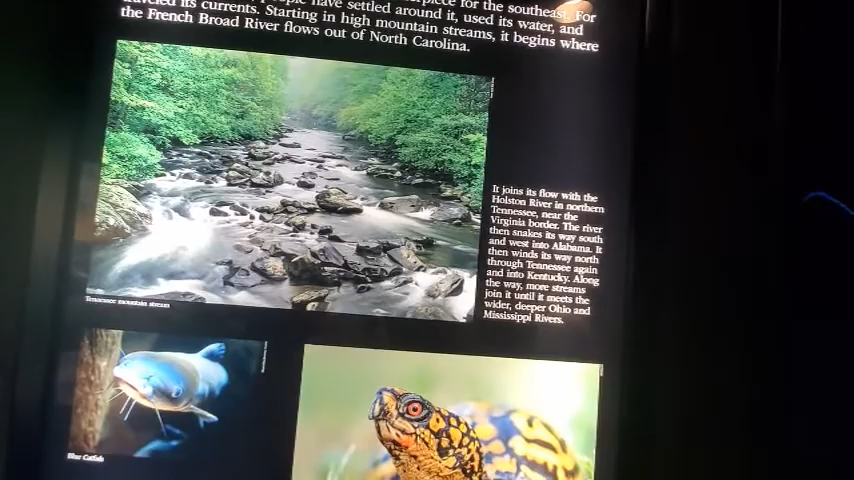 people have settled around it, used its water, and
traveled its currents. Starting in high mountain streams, it begins where
the French Broad River flows out of North Carolina.
It joins its flow with the
Holston River in northern
Tennessee, near the
Virginia border. The river
then snakes its way south
and west into Alabama. It
then winds its way north
through Tennessee again
and into Kentucky. Along
the way, more streams
join it until it meets the
wider, deeper Ohio and
Mississippi Rivers.
Tennessee mountain stream
Blue Catfish